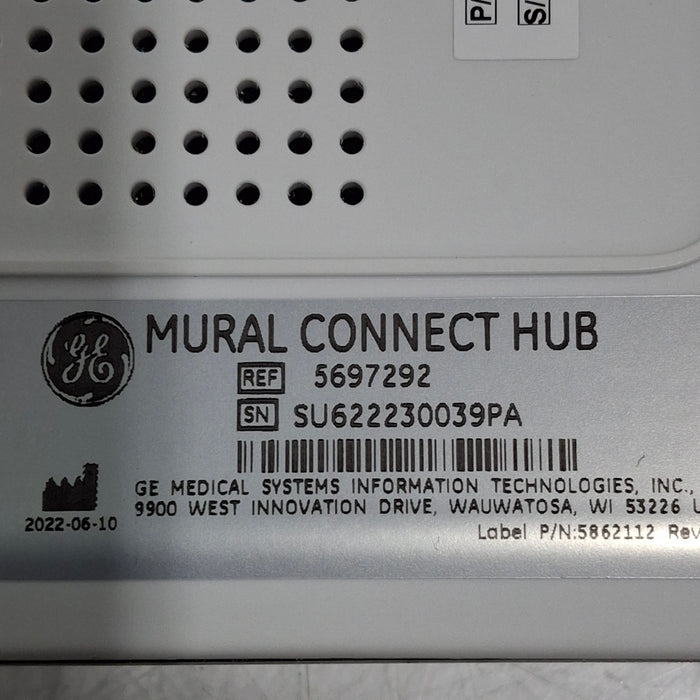 P/
S/
GE
MURAL CONNECT HUB
REF 5697292
SN SU622230039PA
GE MEDICAL SYSTEMS INFORMATION TECHNOLOGIES, INC.,
9900 WEST INNOVATION DRIVE, WAUWATOSA, WI 53226 U
2022-06-10
Label P/N:5862112 Rev